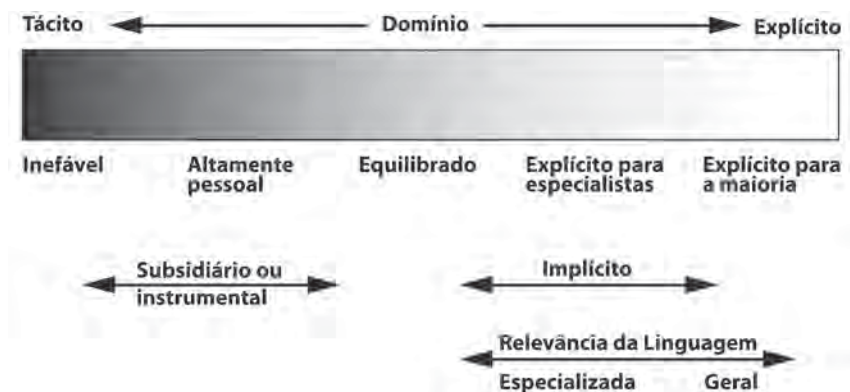 Tácito Domínio Explícito
Inefável Altamente Equilibrado Explícito para Explícito para
pessoal especialistas a maioria
Subsidiário ou Implícito
instrumental
Relevância da Linguagem
Especializada Geral